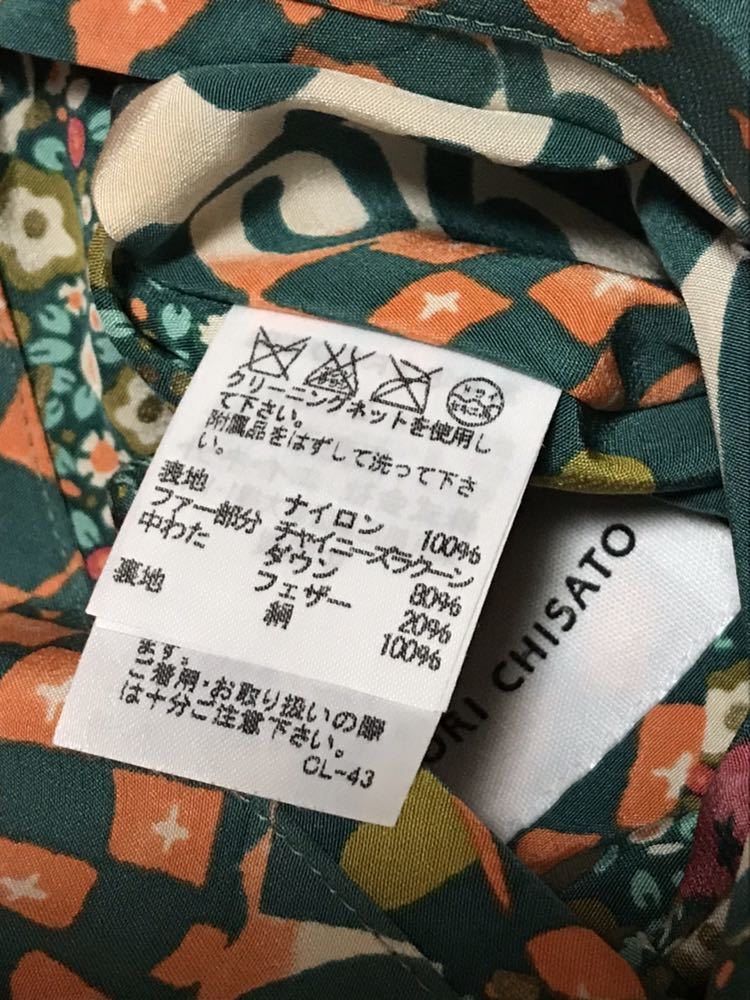 クリーニングネットを使用し
て下さい。
附属品をはずして洗って下さ
い。
表地 ナイロン 100%
ファー部分 チャイニーズラクーン
中わた ダウン 80%
フェザー 20%
裏地 綿 100%
ます。
ご着用・お取り扱いの際
は十分ご注意下さい。
CL-43
ORI CHISATO